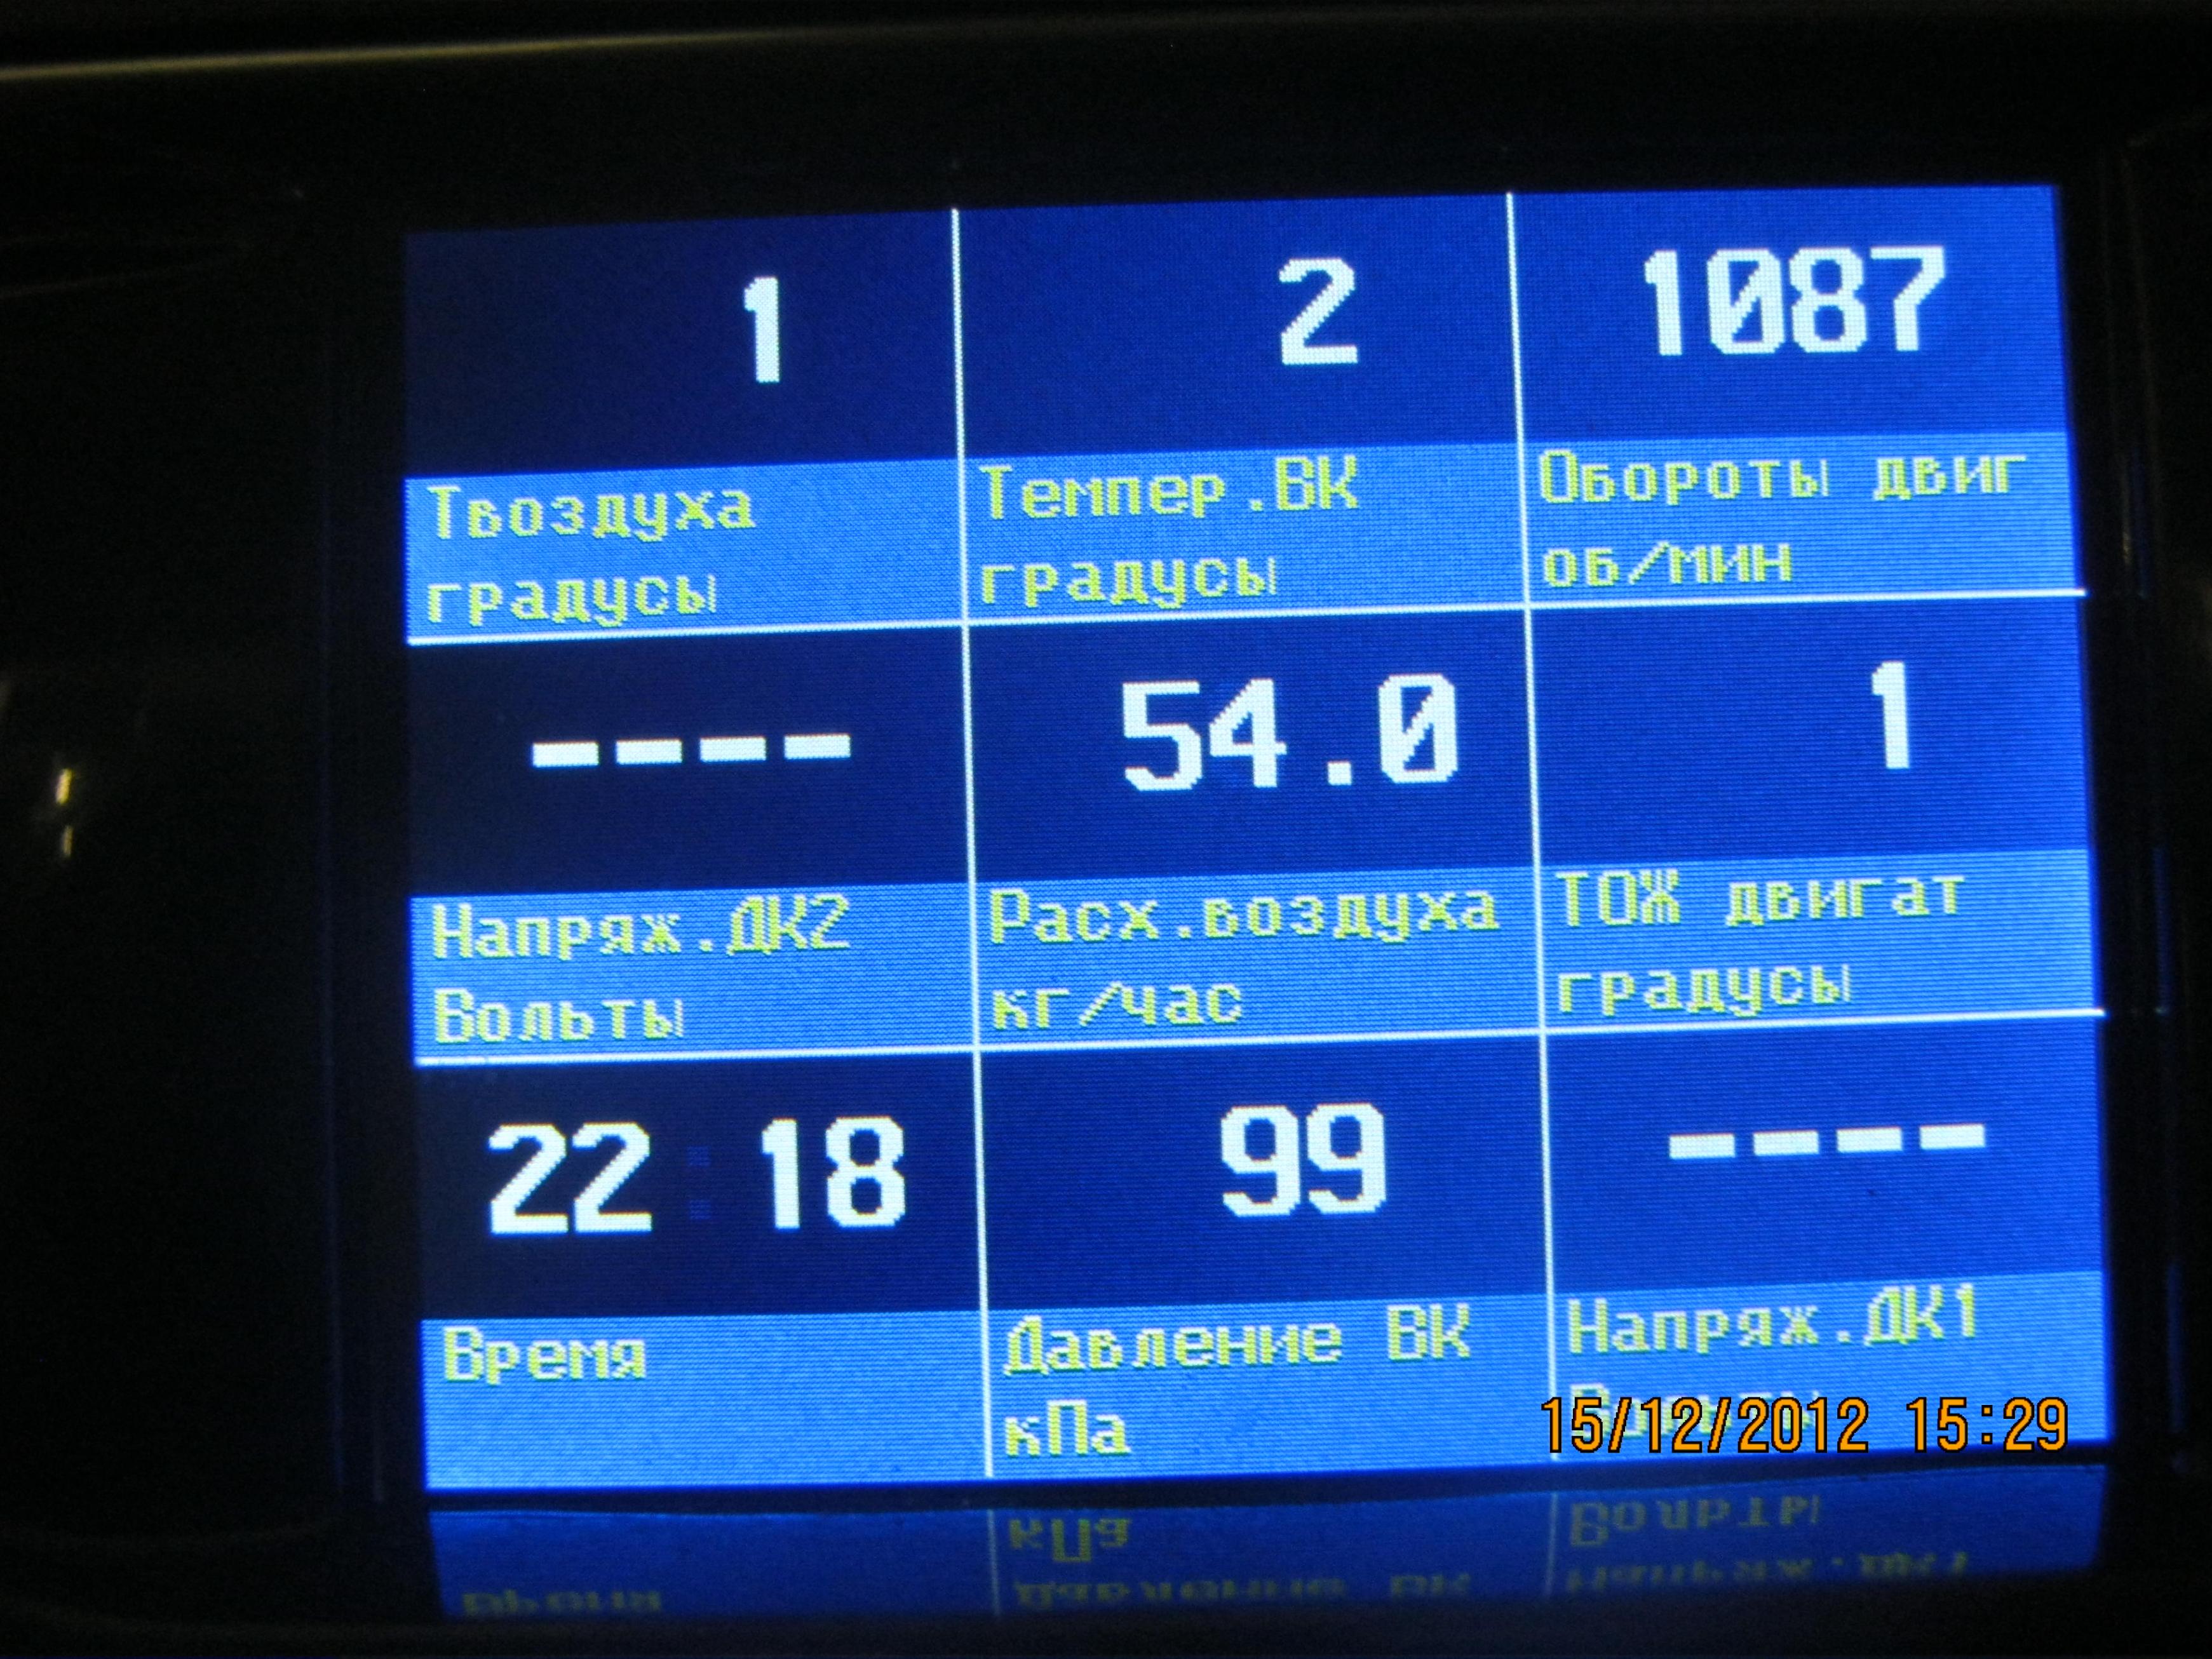 1 2 1087
Твоздуха Темпер.ВК Обороты двиг
градусы градусы об/мин
---- 54.0 1
Напряж.ДК2 Расх.воздуха ТОЖ двигат
Вольты кг/час градусы
22:18 99 ----
Время Давление ВК Напряж.ДК1
кПа Вольты
15/12/2012 15:29